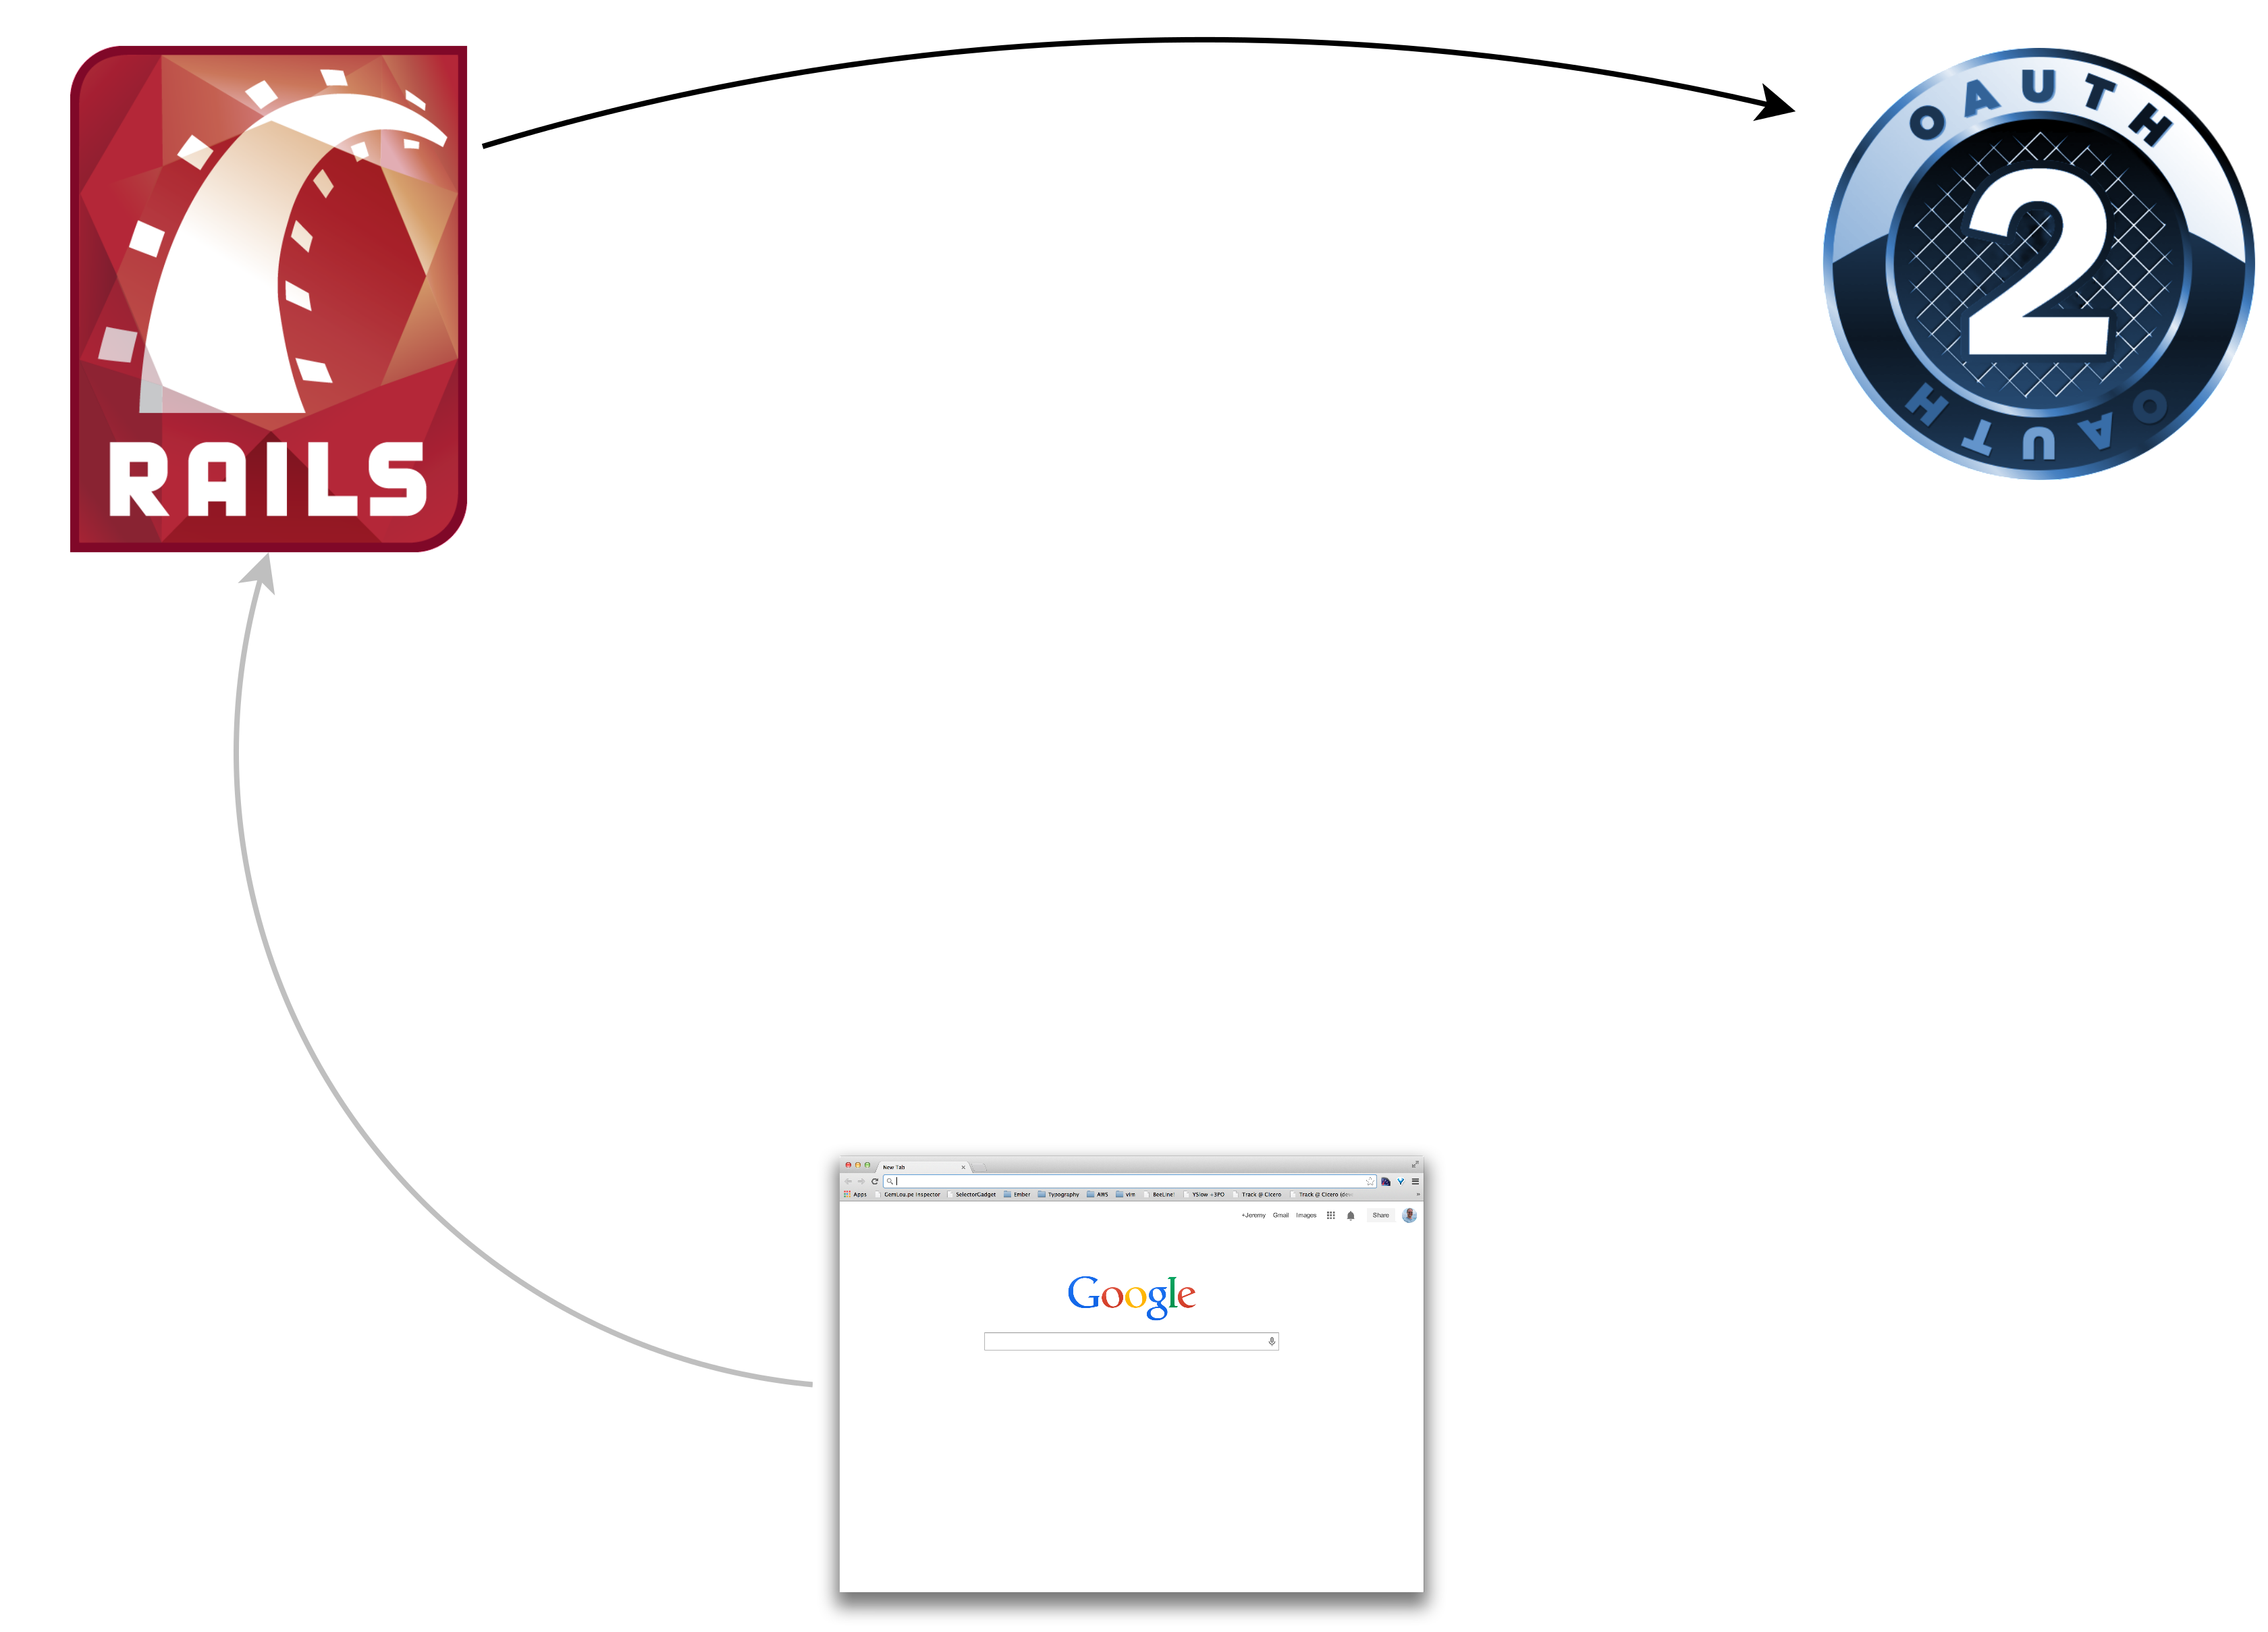 RAILS
OAUTH
2
OAUTH
New Tab
Apps GemLou.pe Inspector SelectorGadget Ember Typography AWS vim BeeLine! YSlow +3PO Track @ Cicero Track @ Cicero (dev
+Jeremy Gmail Images Share
Google